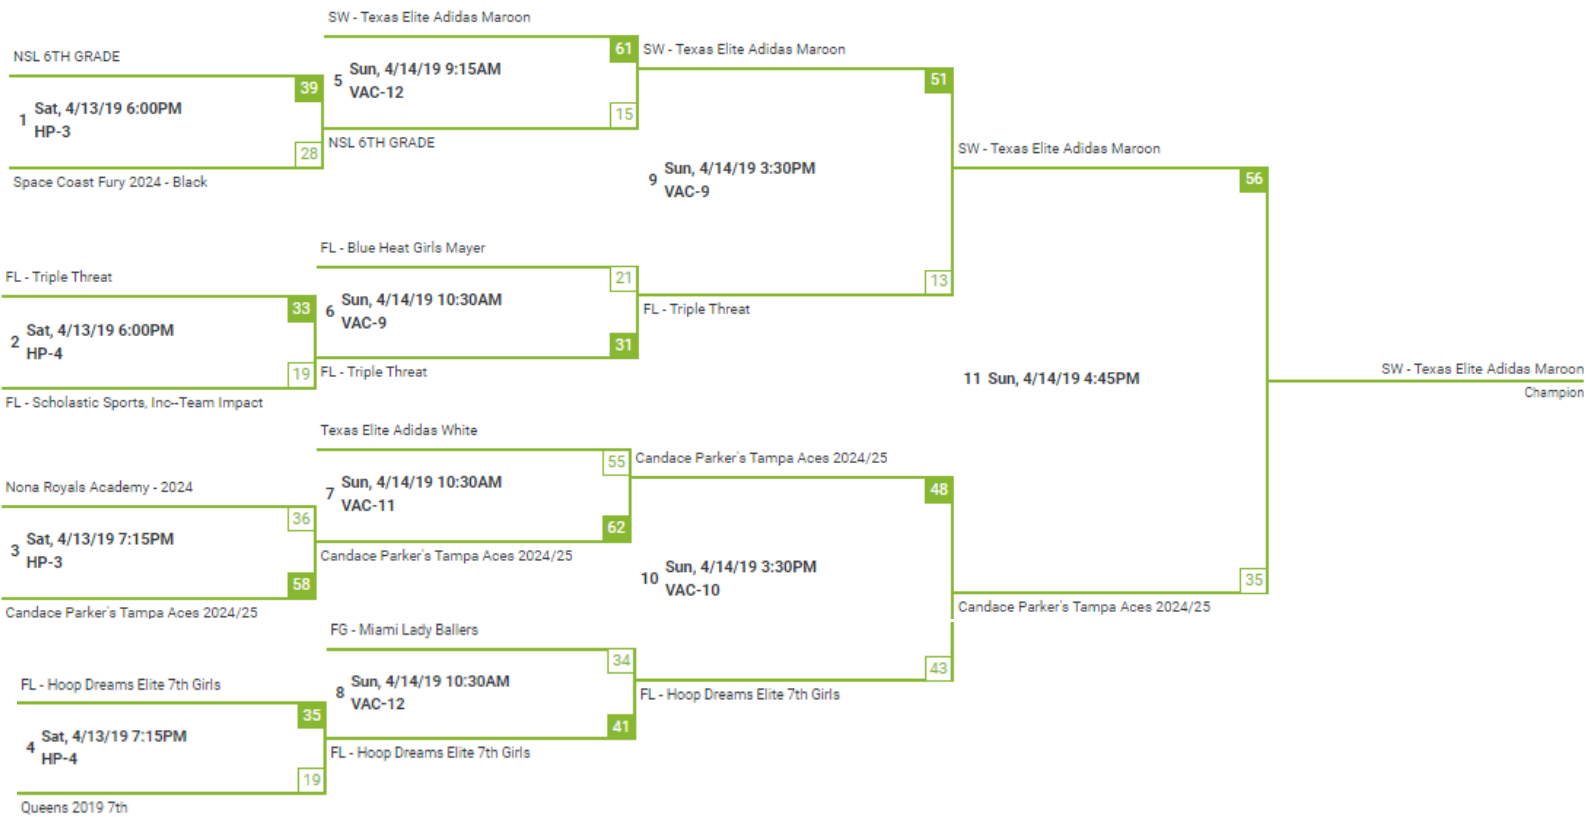 SW - Texas Elite Adidas Maroon
61
5 Sun, 4/14/19 9:15AM
VAC-12
15
NSL 6TH GRADE
NSL 6TH GRADE
39
1 Sat, 4/13/19 6:00PM
HP-3
28
Space Coast Fury 2024 - Black
SW - Texas Elite Adidas Maroon
51
9 Sun, 4/14/19 3:30PM
VAC-9
13
FL - Triple Threat
FL - Blue Heat Girls Mayer
21
6 Sun, 4/14/19 10:30AM
VAC-9
31
FL - Triple Threat
FL - Triple Threat
33
2 Sat, 4/13/19 6:00PM
HP-4
19
FL - Scholastic Sports, Inc--Team Impact
SW - Texas Elite Adidas Maroon
56
11 Sun, 4/14/19 4:45PM
35
Candace Parker's Tampa Aces 2024/25
SW - Texas Elite Adidas Maroon
Champion
Texas Elite Adidas White
55
7 Sun, 4/14/19 10:30AM
VAC-11
62
Candace Parker's Tampa Aces 2024/25
Nona Royals Academy - 2024
36
3 Sat, 4/13/19 7:15PM
HP-3
58
Candace Parker's Tampa Aces 2024/25
Candace Parker's Tampa Aces 2024/25
48
10 Sun, 4/14/19 3:30PM
VAC-10
43
FL - Hoop Dreams Elite 7th Girls
FG - Miami Lady Ballers
34
8 Sun, 4/14/19 10:30AM
VAC-12
41
FL - Hoop Dreams Elite 7th Girls
FL - Hoop Dreams Elite 7th Girls
35
4 Sat, 4/13/19 7:15PM
HP-4
19
Queens 2019 7th